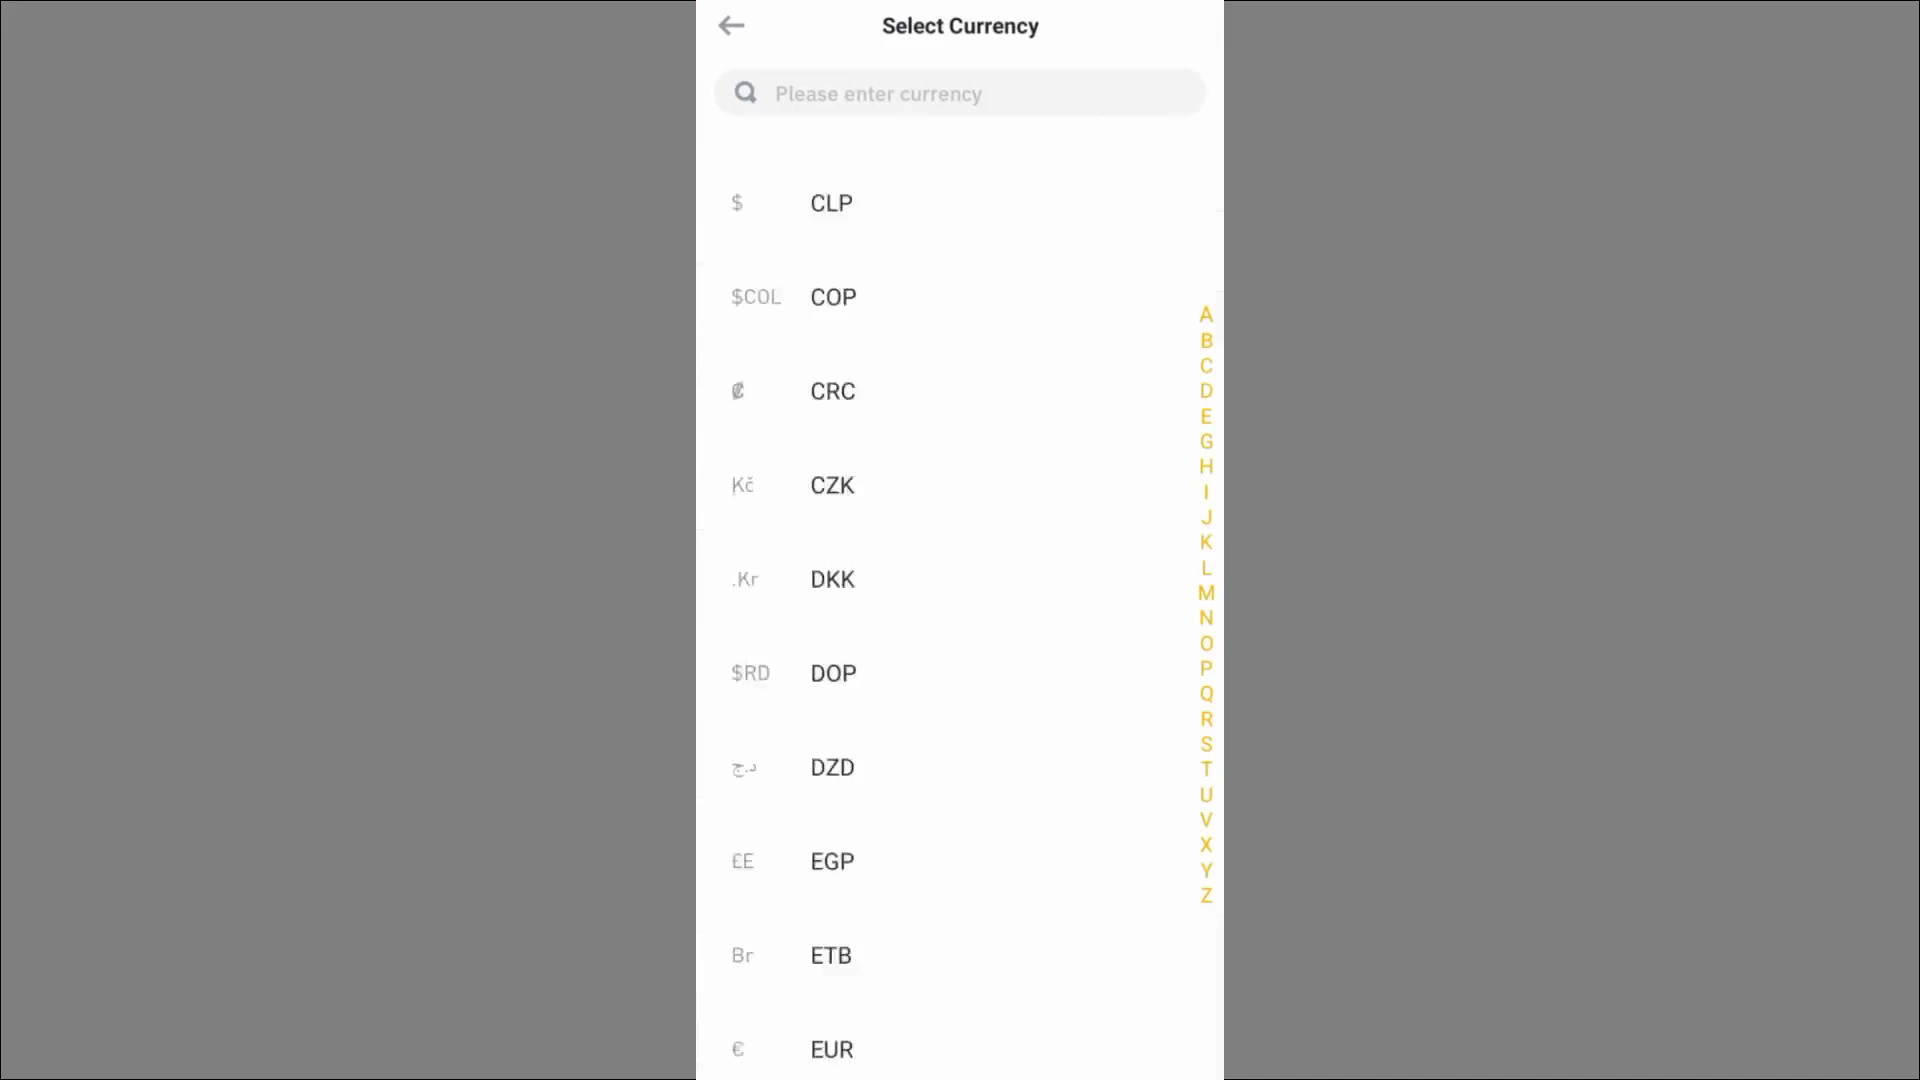 Select Currency
Please enter currency
$ CLP
$COL COP
₡ CRC
Kč CZK
.Kr DKK
$RD DOP
د.ج DZD
£E EGP
Br ETB
€ EUR
A
B
C
D
E
G
H
I
J
K
L
M
N
O
P
Q
R
S
T
U
V
X
Y
Z